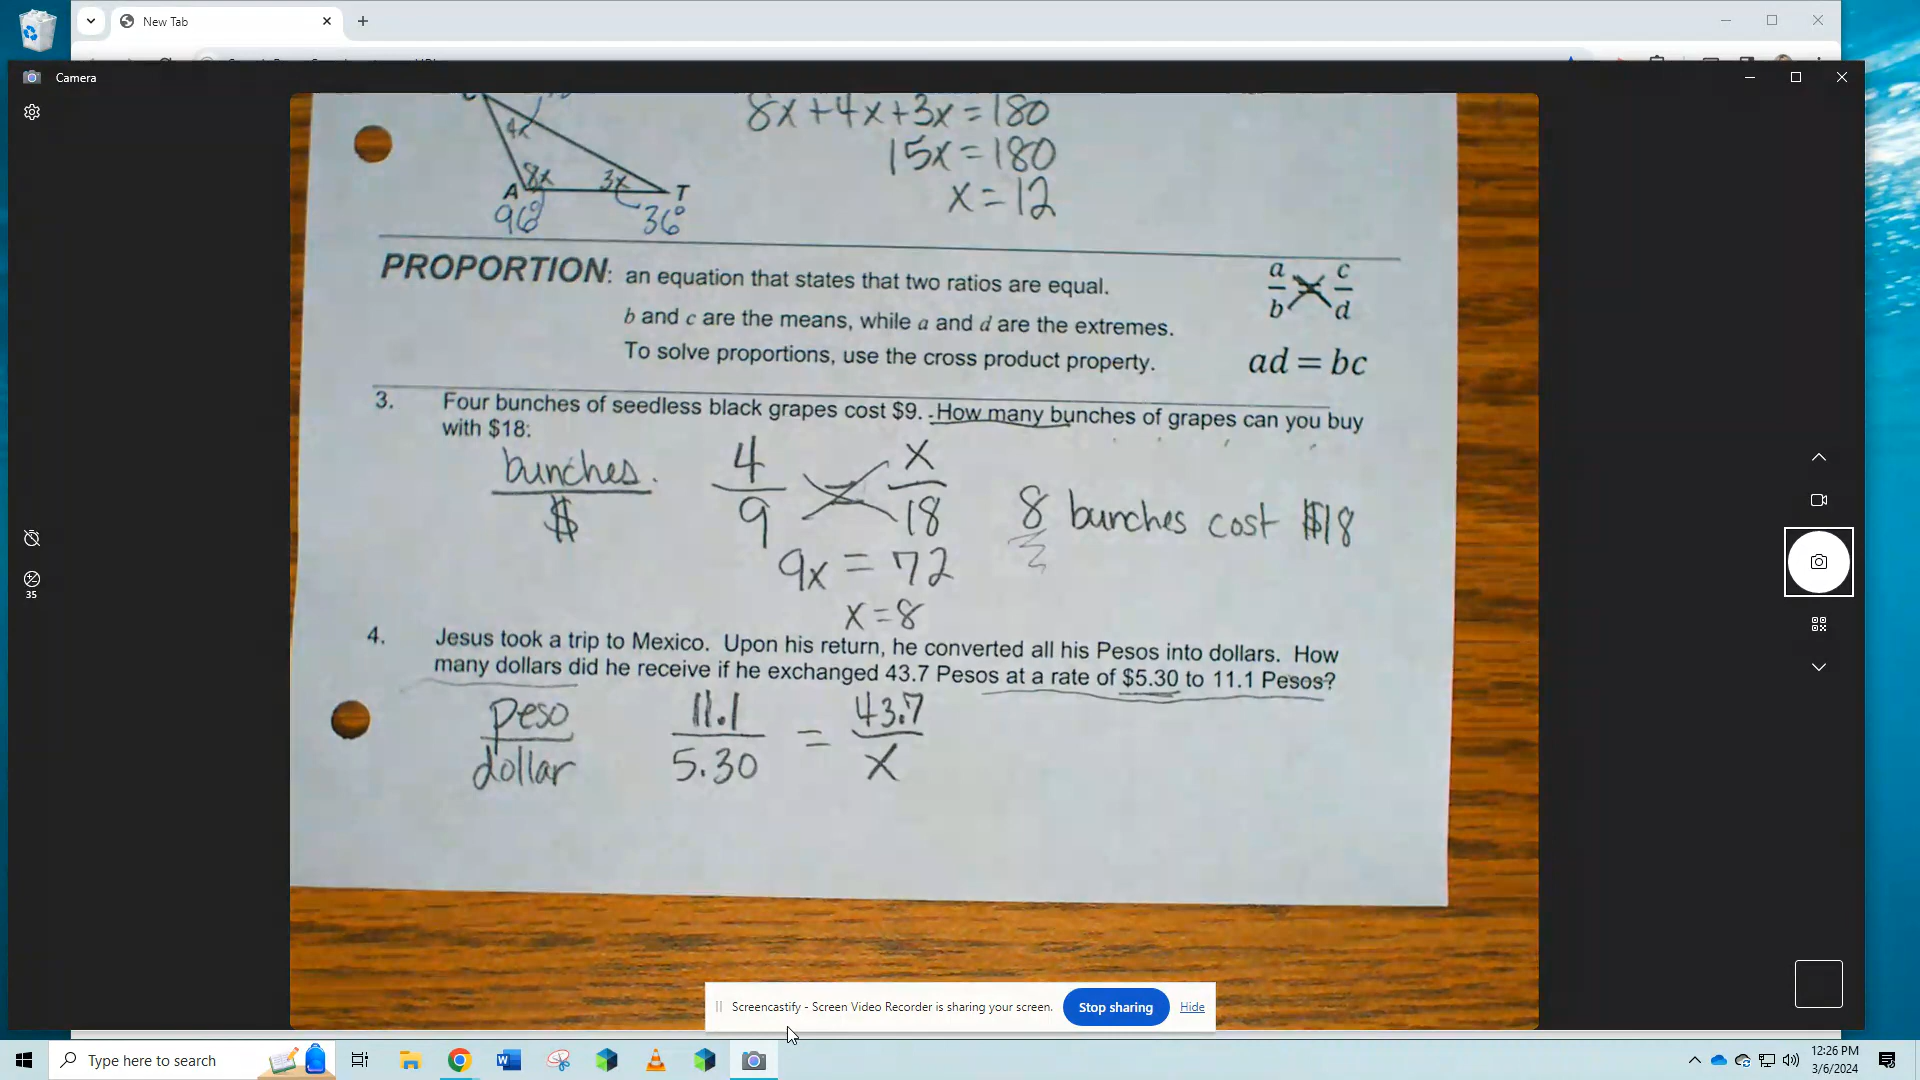 New Tab
Camera
8x+4x+3x=180
4x
15x=180
8x
3x
A
T
x=12
96°
36°
PROPORTION: an equation that states that two ratios are equal.
a c
b d
b and c are the means, while a and d are the extremes.
To solve proportions, use the cross product property.
ad = bc
3. Four bunches of seedless black grapes cost $9. How many bunches of grapes can you buy
with $18:
bunches 4 x
$ 9 = 18
8 bunches cost $18
9x = 72
x=8
4. Jesus took a trip to Mexico. Upon his return, he converted all his Pesos into dollars. How
many dollars did he receive if he exchanged 43.7 Pesos at a rate of $5.30 to 11.1 Pesos?
peso 11.1 43.7
dollar 5.30 = x
35
Screencastify - Screen Video Recorder is sharing your screen.
Stop sharing
Hide
Type here to search
12:26 PM
3/6/2024